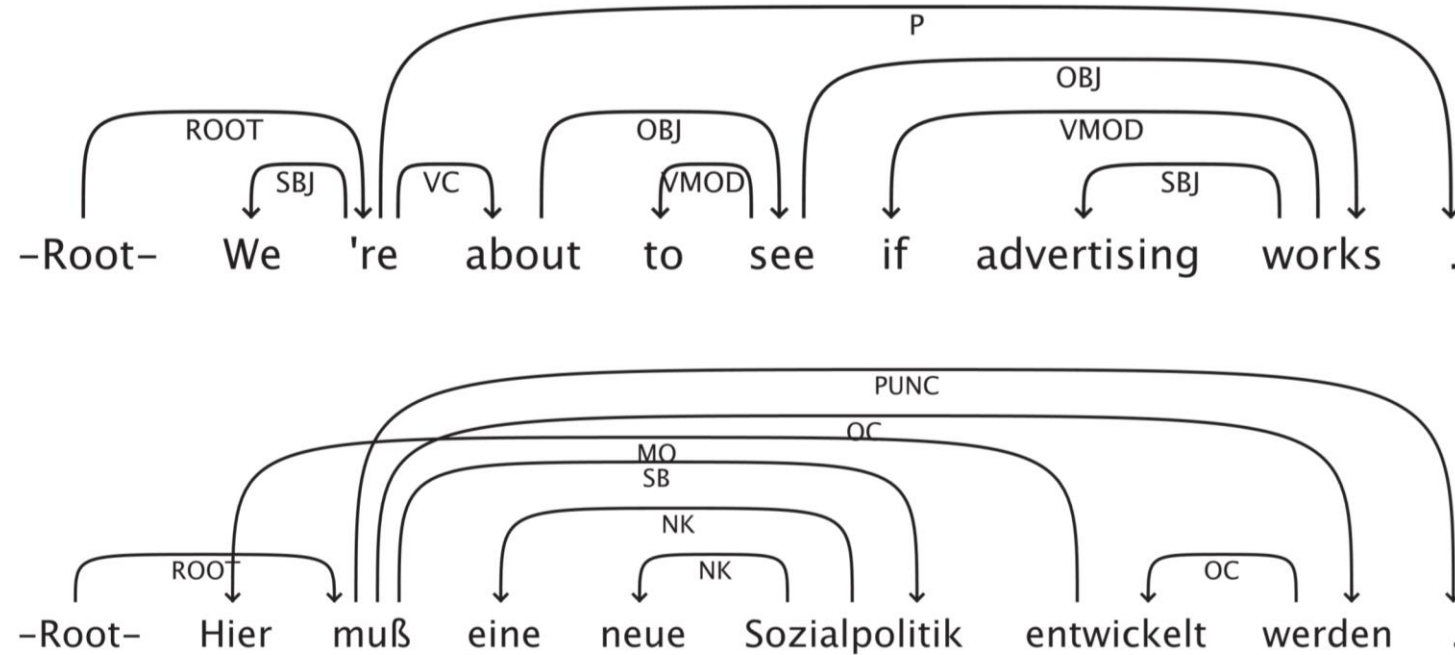 P
OBJ
ROOT OBJ VMOD
SBJ VC VMOD SBJ
–Root– We 're about to see if advertising works .
PUNC
OC
MO
SB
NK
ROOT NK OC
–Root– Hier muß eine neue Sozialpolitik entwickelt werden .